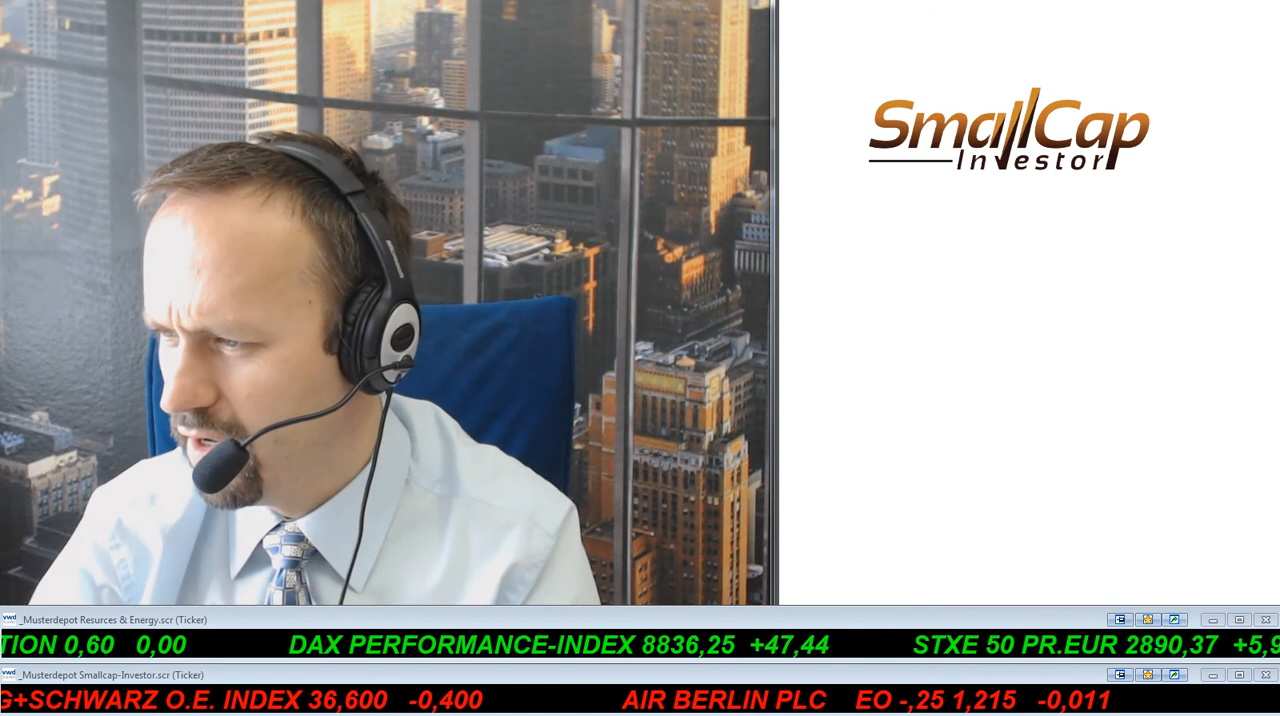 SmallCap
Investor
vwd
_Musterdepot Resurces & Energy.scr (Ticker)
TION 0,60 0,00 DAX PERFORMANCE-INDEX 8836,25 +47,44 STXE 50 PR.EUR 2890,37 +5,9
vwd
_Musterdepot Smallcap-Investor.scr (Ticker)
G+SCHWARZ O.E. INDEX 36,600 -0,400 AIR BERLIN PLC EO -,25 1,215 -0,011